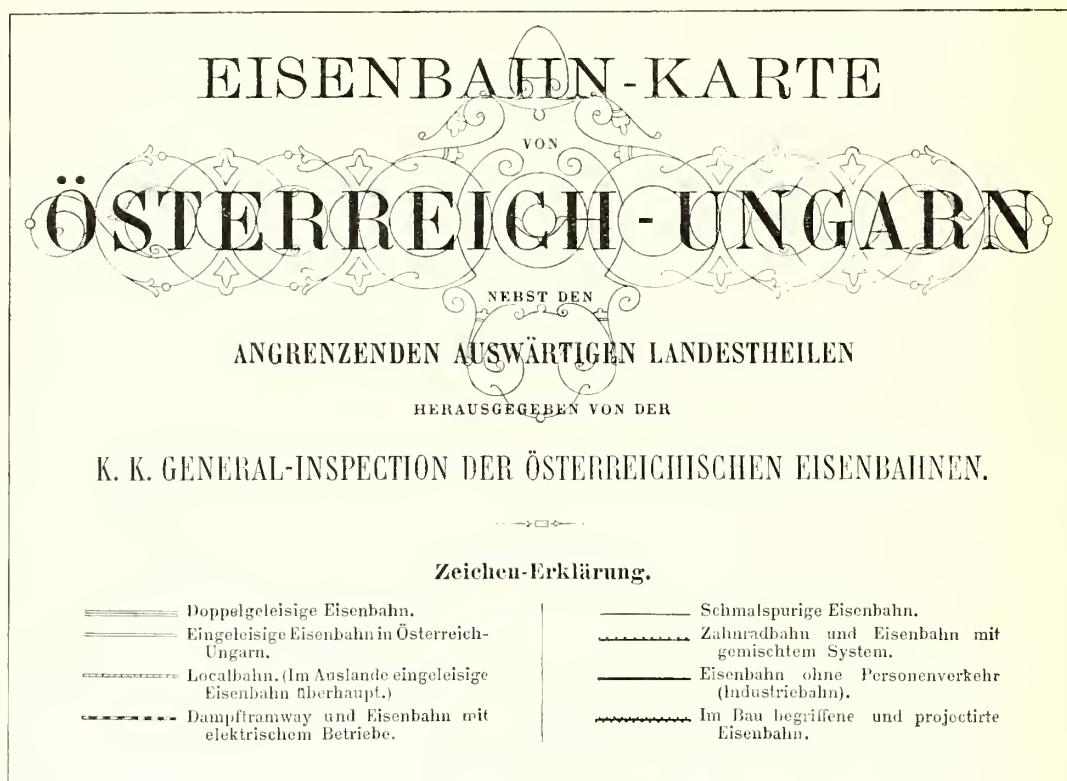 EISENBAHN-KARTE
VON
ÖSTERREICH-UNGARN
NEBST DEN
ANGRENZENDEN AUSWÄRTIGEN LANDESTHEILEN
HERAUSGEGEBEN VON DER
K. K. GENERAL-INSPECTION DER ÖSTERREICHISCHEN EISENBAHNEN.
Zeichen-Erklärung.
Doppelgeleisige Eisenbahn.
Eingeleisige Eisenbahn in Österreich-
Ungarn.
Localbahn. (Im Auslande eingeleisige
Eisenbahn überhaupt.)
Dampftramway und Eisenbahn mit
elektrischem Betriebe.
Schmalspurige Eisenbahn.
Zahnradbahn und Eisenbahn mit
gemischtem System.
Eisenbahn ohne Personenverkehr
(Industriebahn).
Im Bau begriffene und projectirte
Eisenbahn.